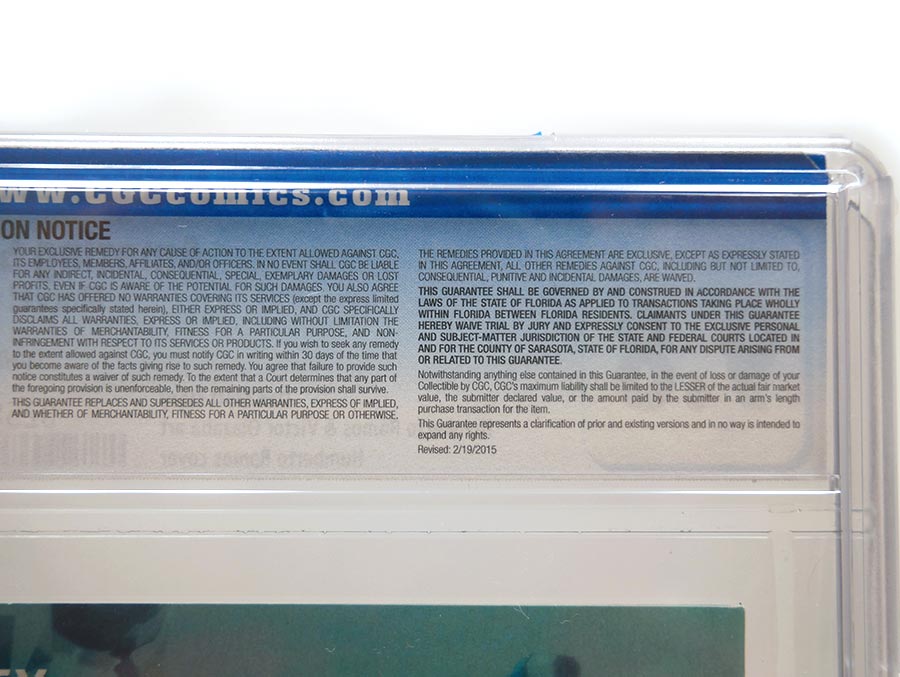 www.cgccomics.com
ON NOTICE
YOUR EXCLUSIVE REMEDY FOR ANY CAUSE OF ACTION TO THE EXTENT ALLOWED AGAINST CGC,
ITS EMPLOYEES, MEMBERS, AFFILIATES, AND/OR OFFICERS. IN NO EVENT SHALL CGC BE LIABLE
FOR ANY INDIRECT, INCIDENTAL, CONSEQUENTIAL, SPECIAL, EXEMPLARY DAMAGES OR LOST
PROFITS, EVEN IF CGC IS AWARE OF THE POTENTIAL FOR SUCH DAMAGES. YOU ALSO AGREE
THAT CGC HAS OFFERED NO WARRANTIES COVERING ITS SERVICES (except the express limited
guarantees specifically stated herein), EITHER EXPRESS OR IMPLIED, AND CGC SPECIFICALLY
DISCLAIMS ALL WARRANTIES, EXPRESS OR IMPLIED, INCLUDING WITHOUT LIMITATION THE
WARRANTIES OF MERCHANTABILITY, FITNESS FOR A PARTICULAR PURPOSE, AND NON-
INFRINGEMENT WITH RESPECT TO ITS SERVICES OR PRODUCTS. If you wish to seek any remedy
to the extent allowed against CGC, you must notify CGC in writing within 30 days of the time that
you become aware of the facts giving rise to such remedy. You agree that failure to provide such
notice constitutes a waiver of such remedy. To the extent that a Court determines that any part of
the foregoing provision is unenforceable, then the remaining parts of the provision shall survive.
THIS GUARANTEE REPLACES AND SUPERSEDES ALL OTHER WARRANTIES, EXPRESS OF IMPLIED,
AND WHETHER OF MERCHANTABILITY, FITNESS FOR A PARTICULAR PURPOSE OR OTHERWISE.
THE REMEDIES PROVIDED IN THIS AGREEMENT ARE EXCLUSIVE, EXCEPT AS EXPRESSLY STATED
IN THIS AGREEMENT, ALL OTHER REMEDIES AGAINST CGC, INCLUDING BUT NOT LIMITED TO,
CONSEQUENTIAL, PUNITIVE AND INCIDENTAL DAMAGES, ARE WAIVED.
THIS GUARANTEE SHALL BE GOVERNED BY AND CONSTRUED IN ACCORDANCE WITH THE
LAWS OF THE STATE OF FLORIDA AS APPLIED TO TRANSACTIONS TAKING PLACE WHOLLY
WITHIN FLORIDA BETWEEN FLORIDA RESIDENTS. CLAIMANTS UNDER THIS GUARANTEE
HEREBY WAIVE TRIAL BY JURY AND EXPRESSLY CONSENT TO THE EXCLUSIVE PERSONAL
AND SUBJECT-MATTER JURISDICTION OF THE STATE AND FEDERAL COURTS LOCATED IN
AND FOR THE COUNTY OF SARASOTA, STATE OF FLORIDA, FOR ANY DISPUTE ARISING FROM
OR RELATED TO THIS GUARANTEE.
Notwithstanding anything else contained in this Guarantee, in the event of loss or damage of your
Collectible by CGC, CGC's maximum liability shall be limited to the LESSER of the actual fair market
value, the submitter declared value, or the amount paid by the submitter in an arm's length
purchase transaction for the item.
This Guarantee represents a clarification of prior and existing versions and in no way is intended to
expand any rights.
Revised: 2/19/2015